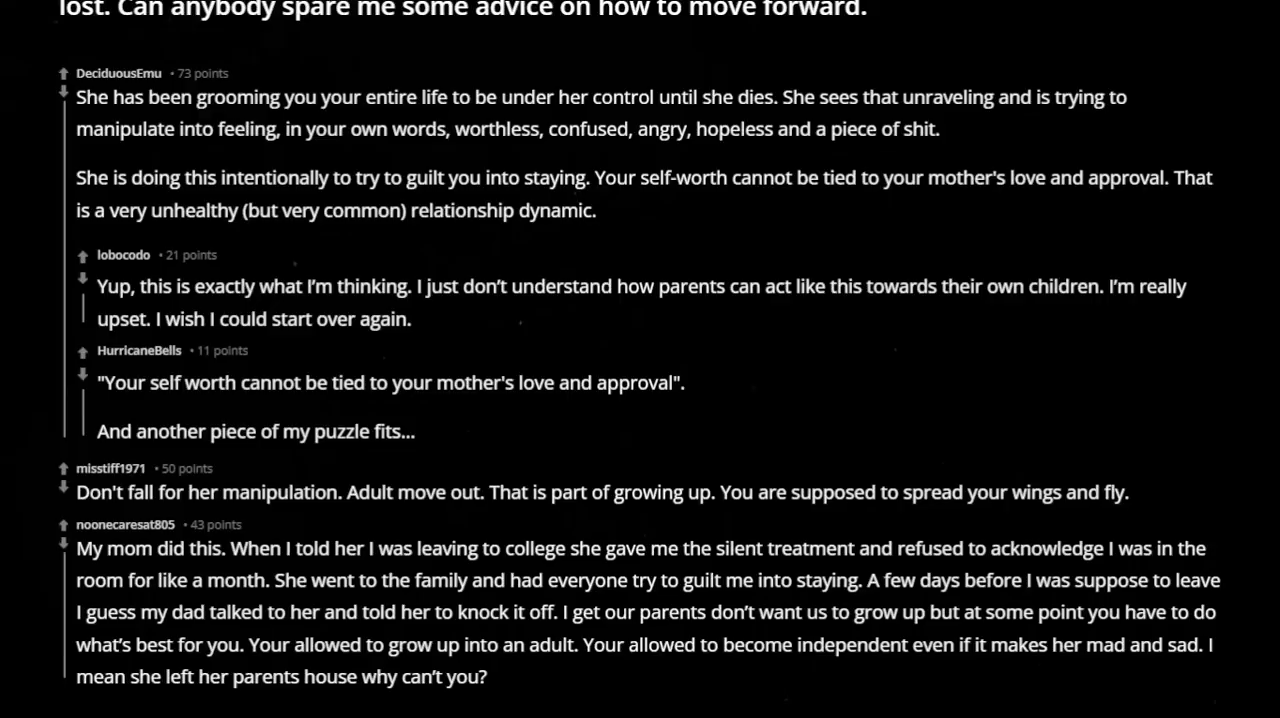 lost. Can anybody spare me some advice on how to move forward.
DeciduousEmu • 73 points
She has been grooming you your entire life to be under her control until she dies. She sees that unraveling and is trying to
manipulate into feeling, in your own words, worthless, confused, angry, hopeless and a piece of shit.
She is doing this intentionally to try to guilt you into staying. Your self-worth cannot be tied to your mother's love and approval. That
is a very unhealthy (but very common) relationship dynamic.
lobocodo • 21 points
Yup, this is exactly what I’m thinking. I just don’t understand how parents can act like this towards their own children. I’m really
upset. I wish I could start over again.
HurricaneBells • 11 points
"Your self worth cannot be tied to your mother's love and approval".
And another piece of my puzzle fits...
misstiff1971 • 50 points
Don't fall for her manipulation. Adult move out. That is part of growing up. You are supposed to spread your wings and fly.
noonecaresat805 • 43 points
My mom did this. When I told her I was leaving to college she gave me the silent treatment and refused to acknowledge I was in the
room for like a month. She went to the family and had everyone try to guilt me into staying. A few days before I was suppose to leave
I guess my dad talked to her and told her to knock it off. I get our parents don’t want us to grow up but at some point you have to do
what’s best for you. Your allowed to grow up into an adult. Your allowed to become independent even if it makes her mad and sad. I
mean she left her parents house why can’t you?